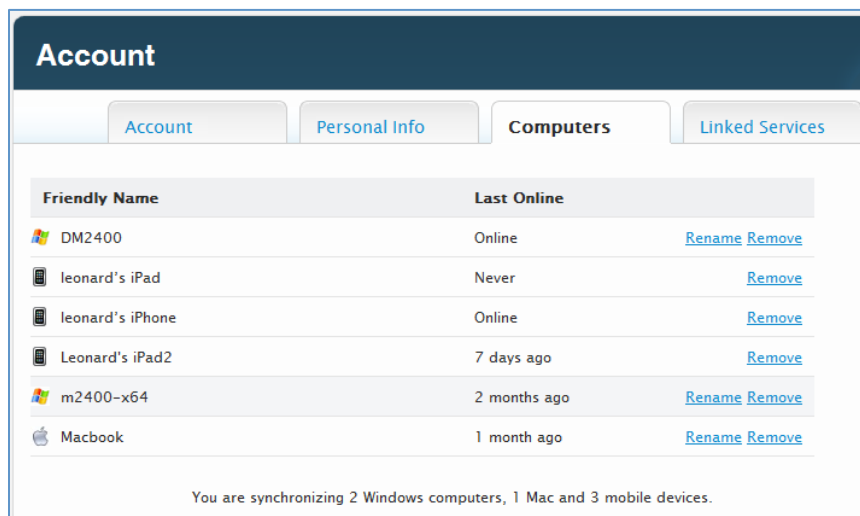 Account
Account Personal Info Computers Linked Services
Friendly Name Last Online
DM2400 Online Rename Remove
leonard's iPad Never Remove
leonard's iPhone Online Remove
Leonard's iPad2 7 days ago Remove
m2400-x64 2 months ago Rename Remove
Macbook 1 month ago Rename Remove
You are synchronizing 2 Windows computers, 1 Mac and 3 mobile devices.